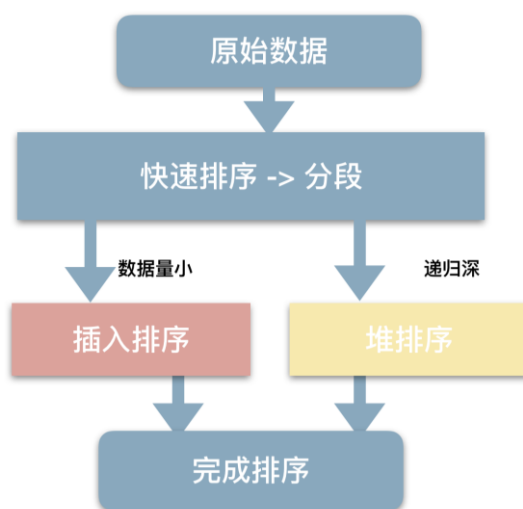 原始数据
快速排序 -> 分段
数据量小
递归深
插入排序
堆排序
完成排序